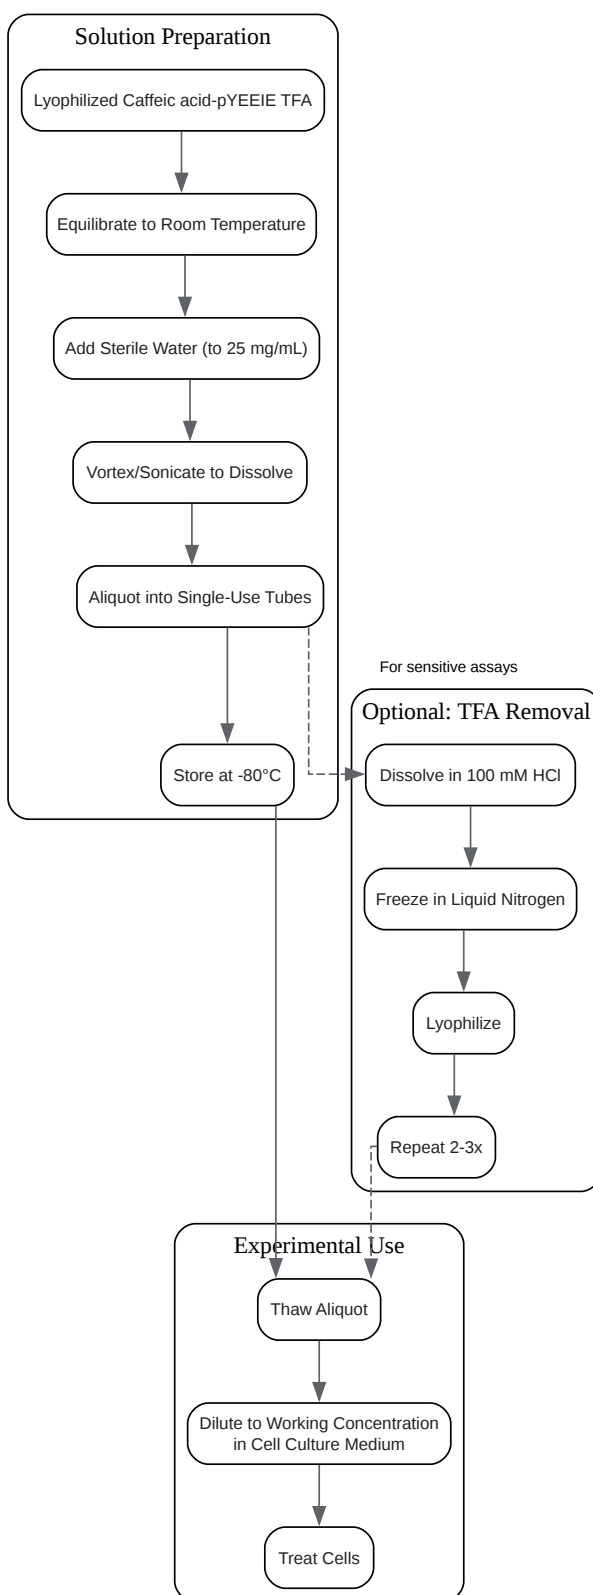 Solution Preparation
Lyophilized Caffeic acid-pYEEIE TFA
Equilibrate to Room Temperature
Add Sterile Water (to 25 mg/mL)
Vortex/Sonicate to Dissolve
Aliquot into Single-Use Tubes
Store at -80°C
For sensitive assays
Optional: TFA Removal
Dissolve in 100 mM HCl
Freeze in Liquid Nitrogen
Lyophilize
Repeat 2-3x
Experimental Use
Thaw Aliquot
Dilute to Working Concentration
in Cell Culture Medium
Treat Cells